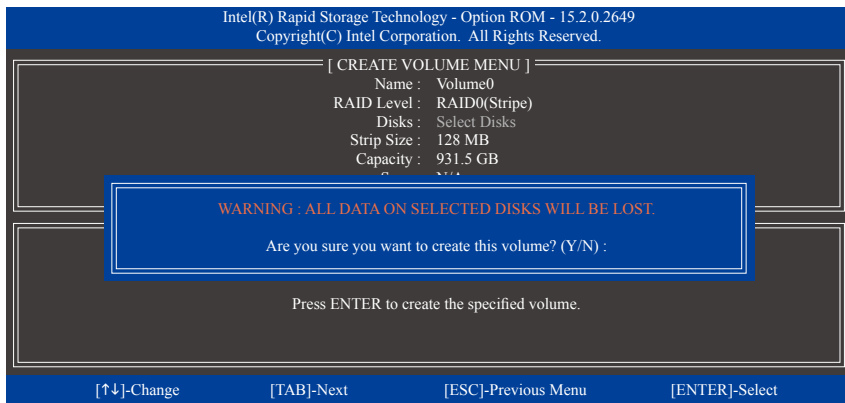 Intel(R) Rapid Storage Technology - Option ROM - 15.2.0.2649
Copyright(C) Intel Corporation. All Rights Reserved.
[ CREATE VOLUME MENU ]
Name : Volume0
RAID Level : RAID0(Stripe)
Disks : Select Disks
Strip Size : 128 MB
Capacity : 931.5 GB
WARNING : ALL DATA ON SELECTED DISKS WILL BE LOST.
Are you sure you want to create this volume? (Y/N) :
Press ENTER to create the specified volume.
[↑↓]-Change [TAB]-Next [ESC]-Previous Menu [ENTER]-Select